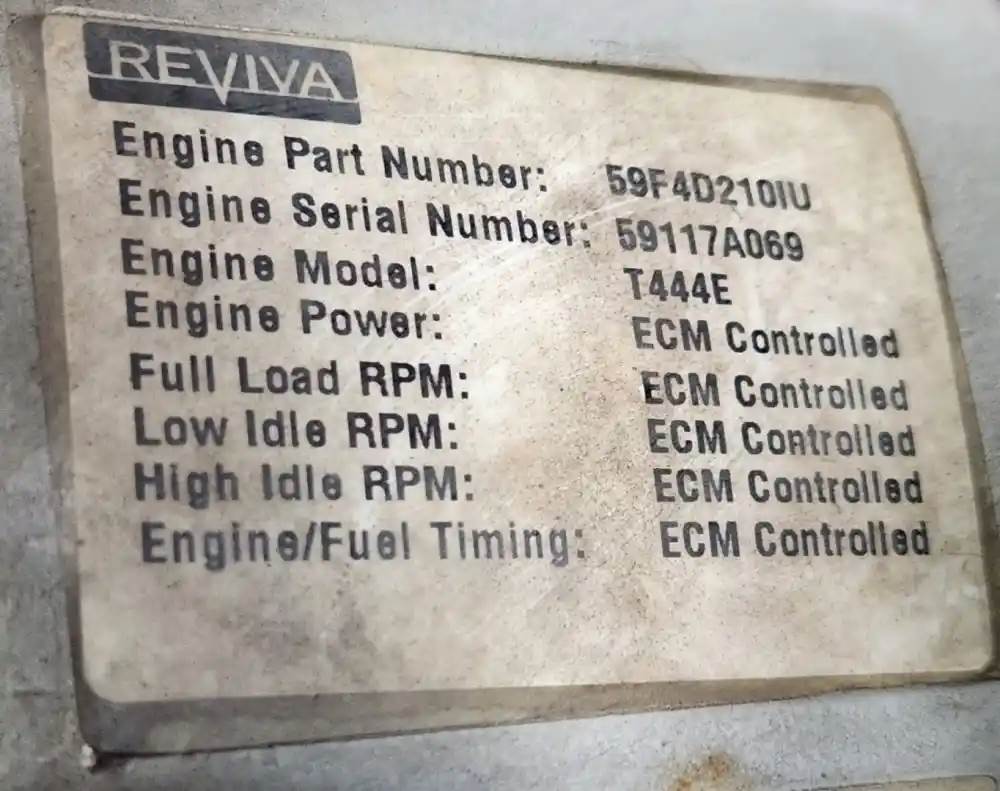 REVIVA
Engine Part Number: 59F4D210IU
Engine Serial Number: 59117A069
Engine Model: T444E
Engine Power: ECM Controlled
Full Load RPM: ECM Controlled
Low Idle RPM: ECM Controlled
High Idle RPM: ECM Controlled
Engine/Fuel Timing: ECM Controlled